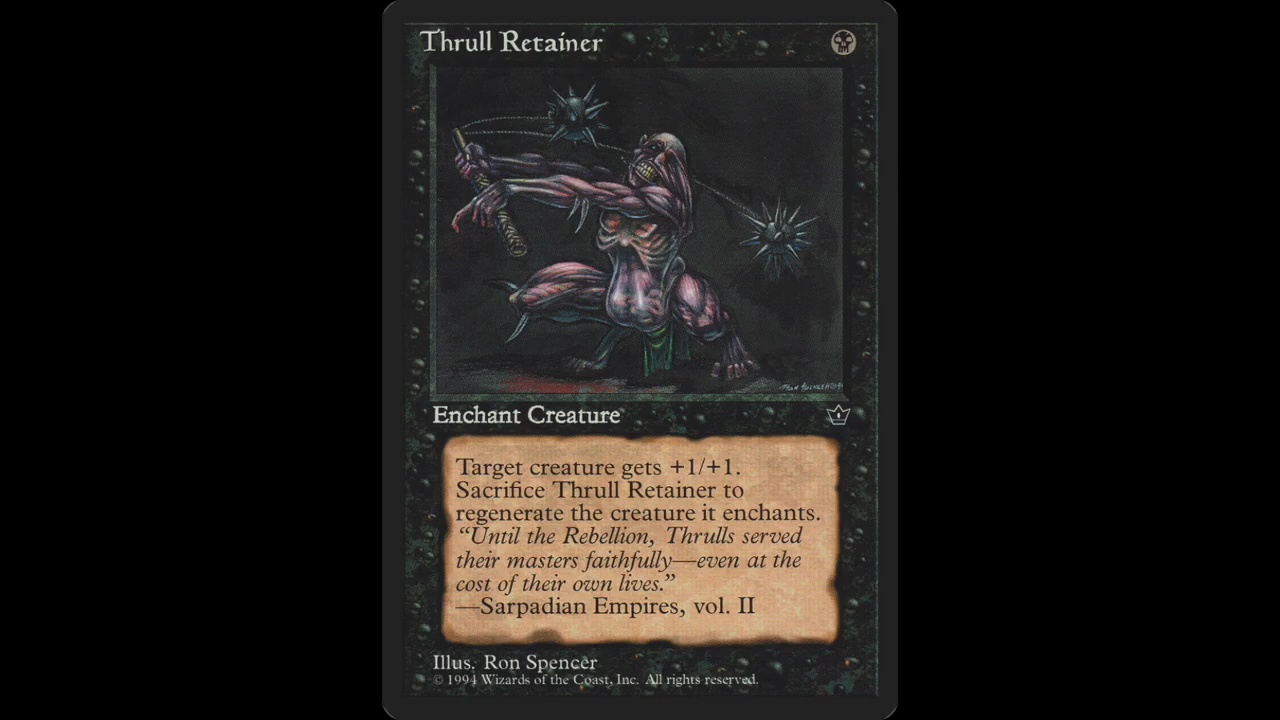 Thrull Retainer
Enchant Creature
Target creature gets +1/+1.
Sacrifice Thrull Retainer to
regenerate the creature it enchants.
“Until the Rebellion, Thrulls served
their masters faithfully—even at the
cost of their own lives.”
—Sarpadian Empires, vol. II
Illus. Ron Spencer
© 1994 Wizards of the Coast, Inc. All rights reserved.